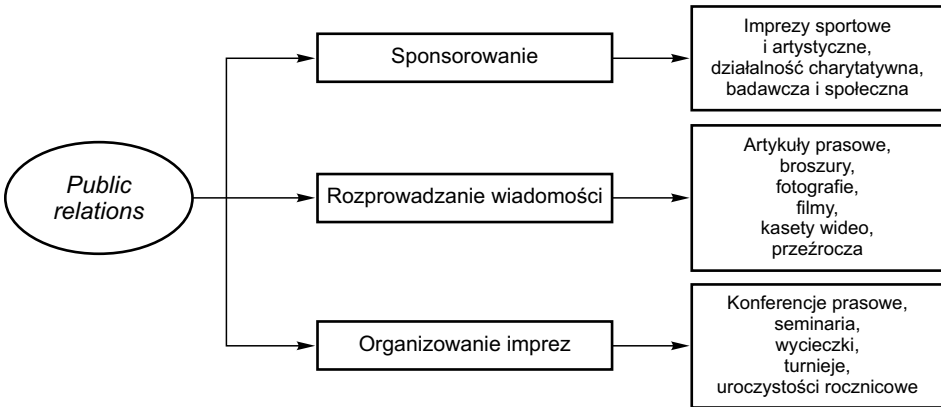 Public
relations
Sponsorowanie
Imprezy sportowe
i artystyczne,
działalność charytatywna,
badawcza i społeczna
Rozprowadzanie wiadomości
Artykuły prasowe,
broszury,
fotografie,
filmy,
kasety wideo,
przeźrocza
Organizowanie imprez
Konferencje prasowe,
seminaria,
wycieczki,
turnieje,
uroczystości rocznicowe